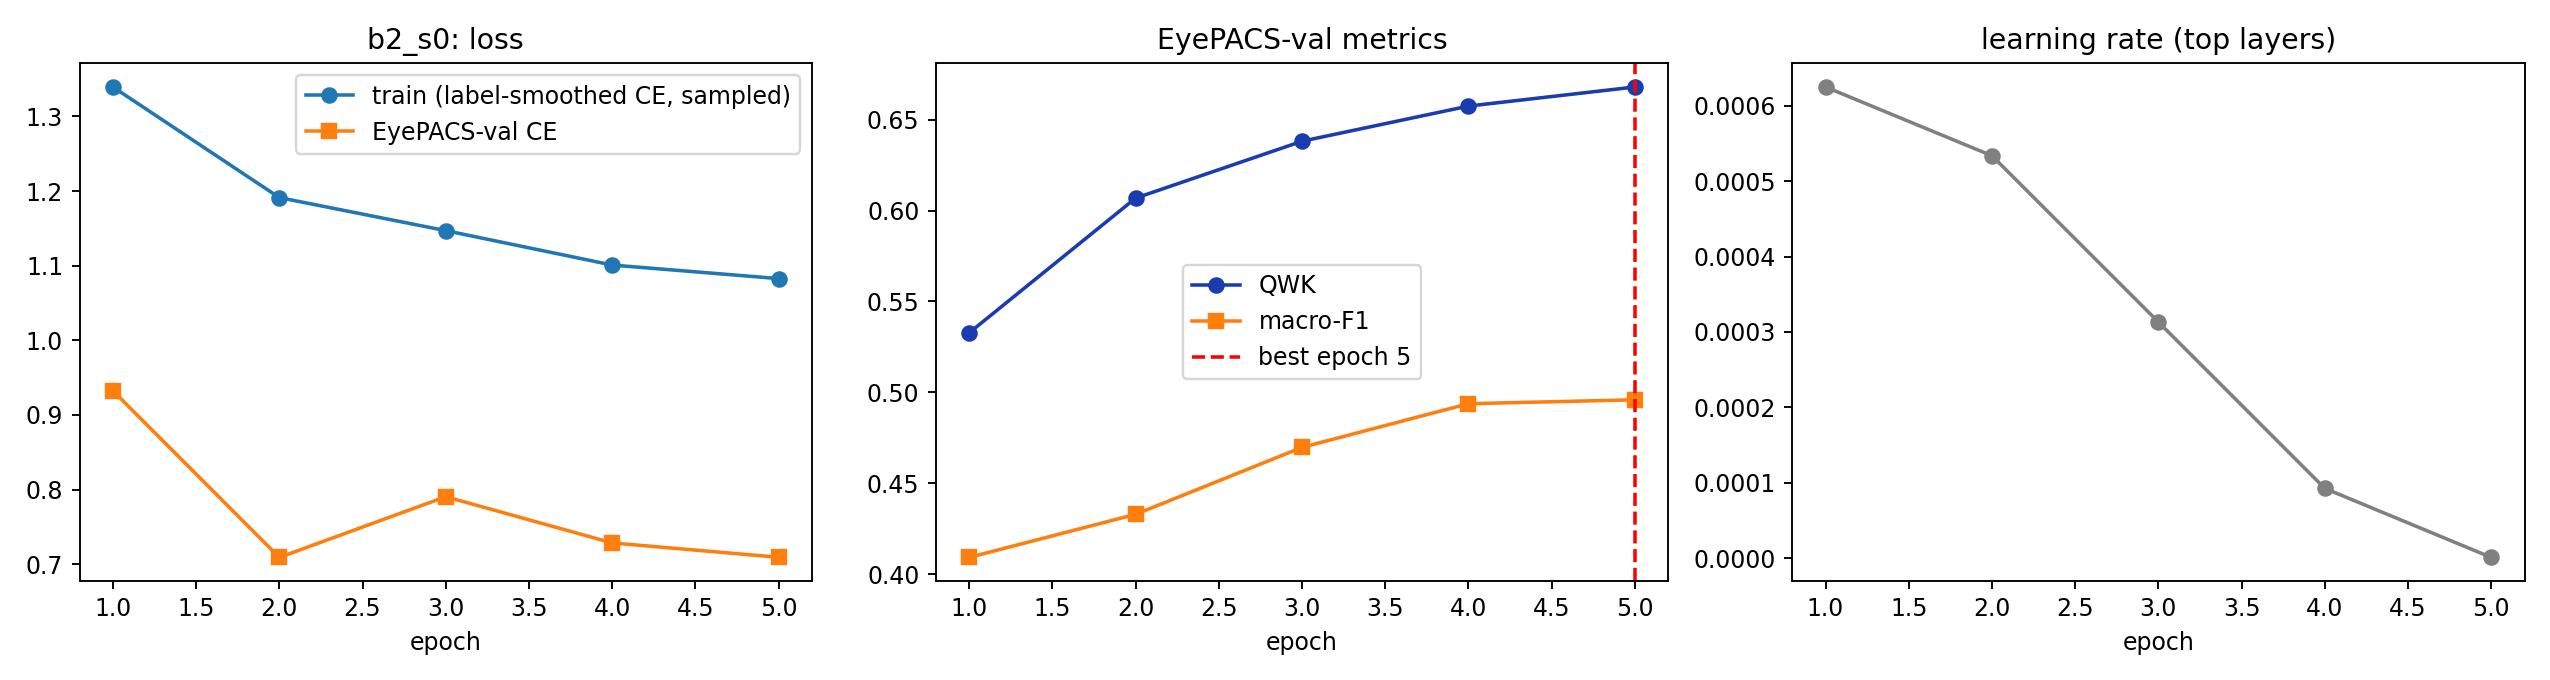 b2_s0: loss
train (label-smoothed CE, sampled)
EyePACS-val CE
1.3
1.2
1.1
1.0
0.9
0.8
0.7
1.0 1.5 2.0 2.5 3.0 3.5 4.0 4.5 5.0
epoch
EyePACS-val metrics
QWK
macro-F1
best epoch 5
0.65
0.60
0.55
0.50
0.45
0.40
1.0 1.5 2.0 2.5 3.0 3.5 4.0 4.5 5.0
epoch
learning rate (top layers)
0.0006
0.0005
0.0004
0.0003
0.0002
0.0001
0.0000
1.0 1.5 2.0 2.5 3.0 3.5 4.0 4.5 5.0
epoch